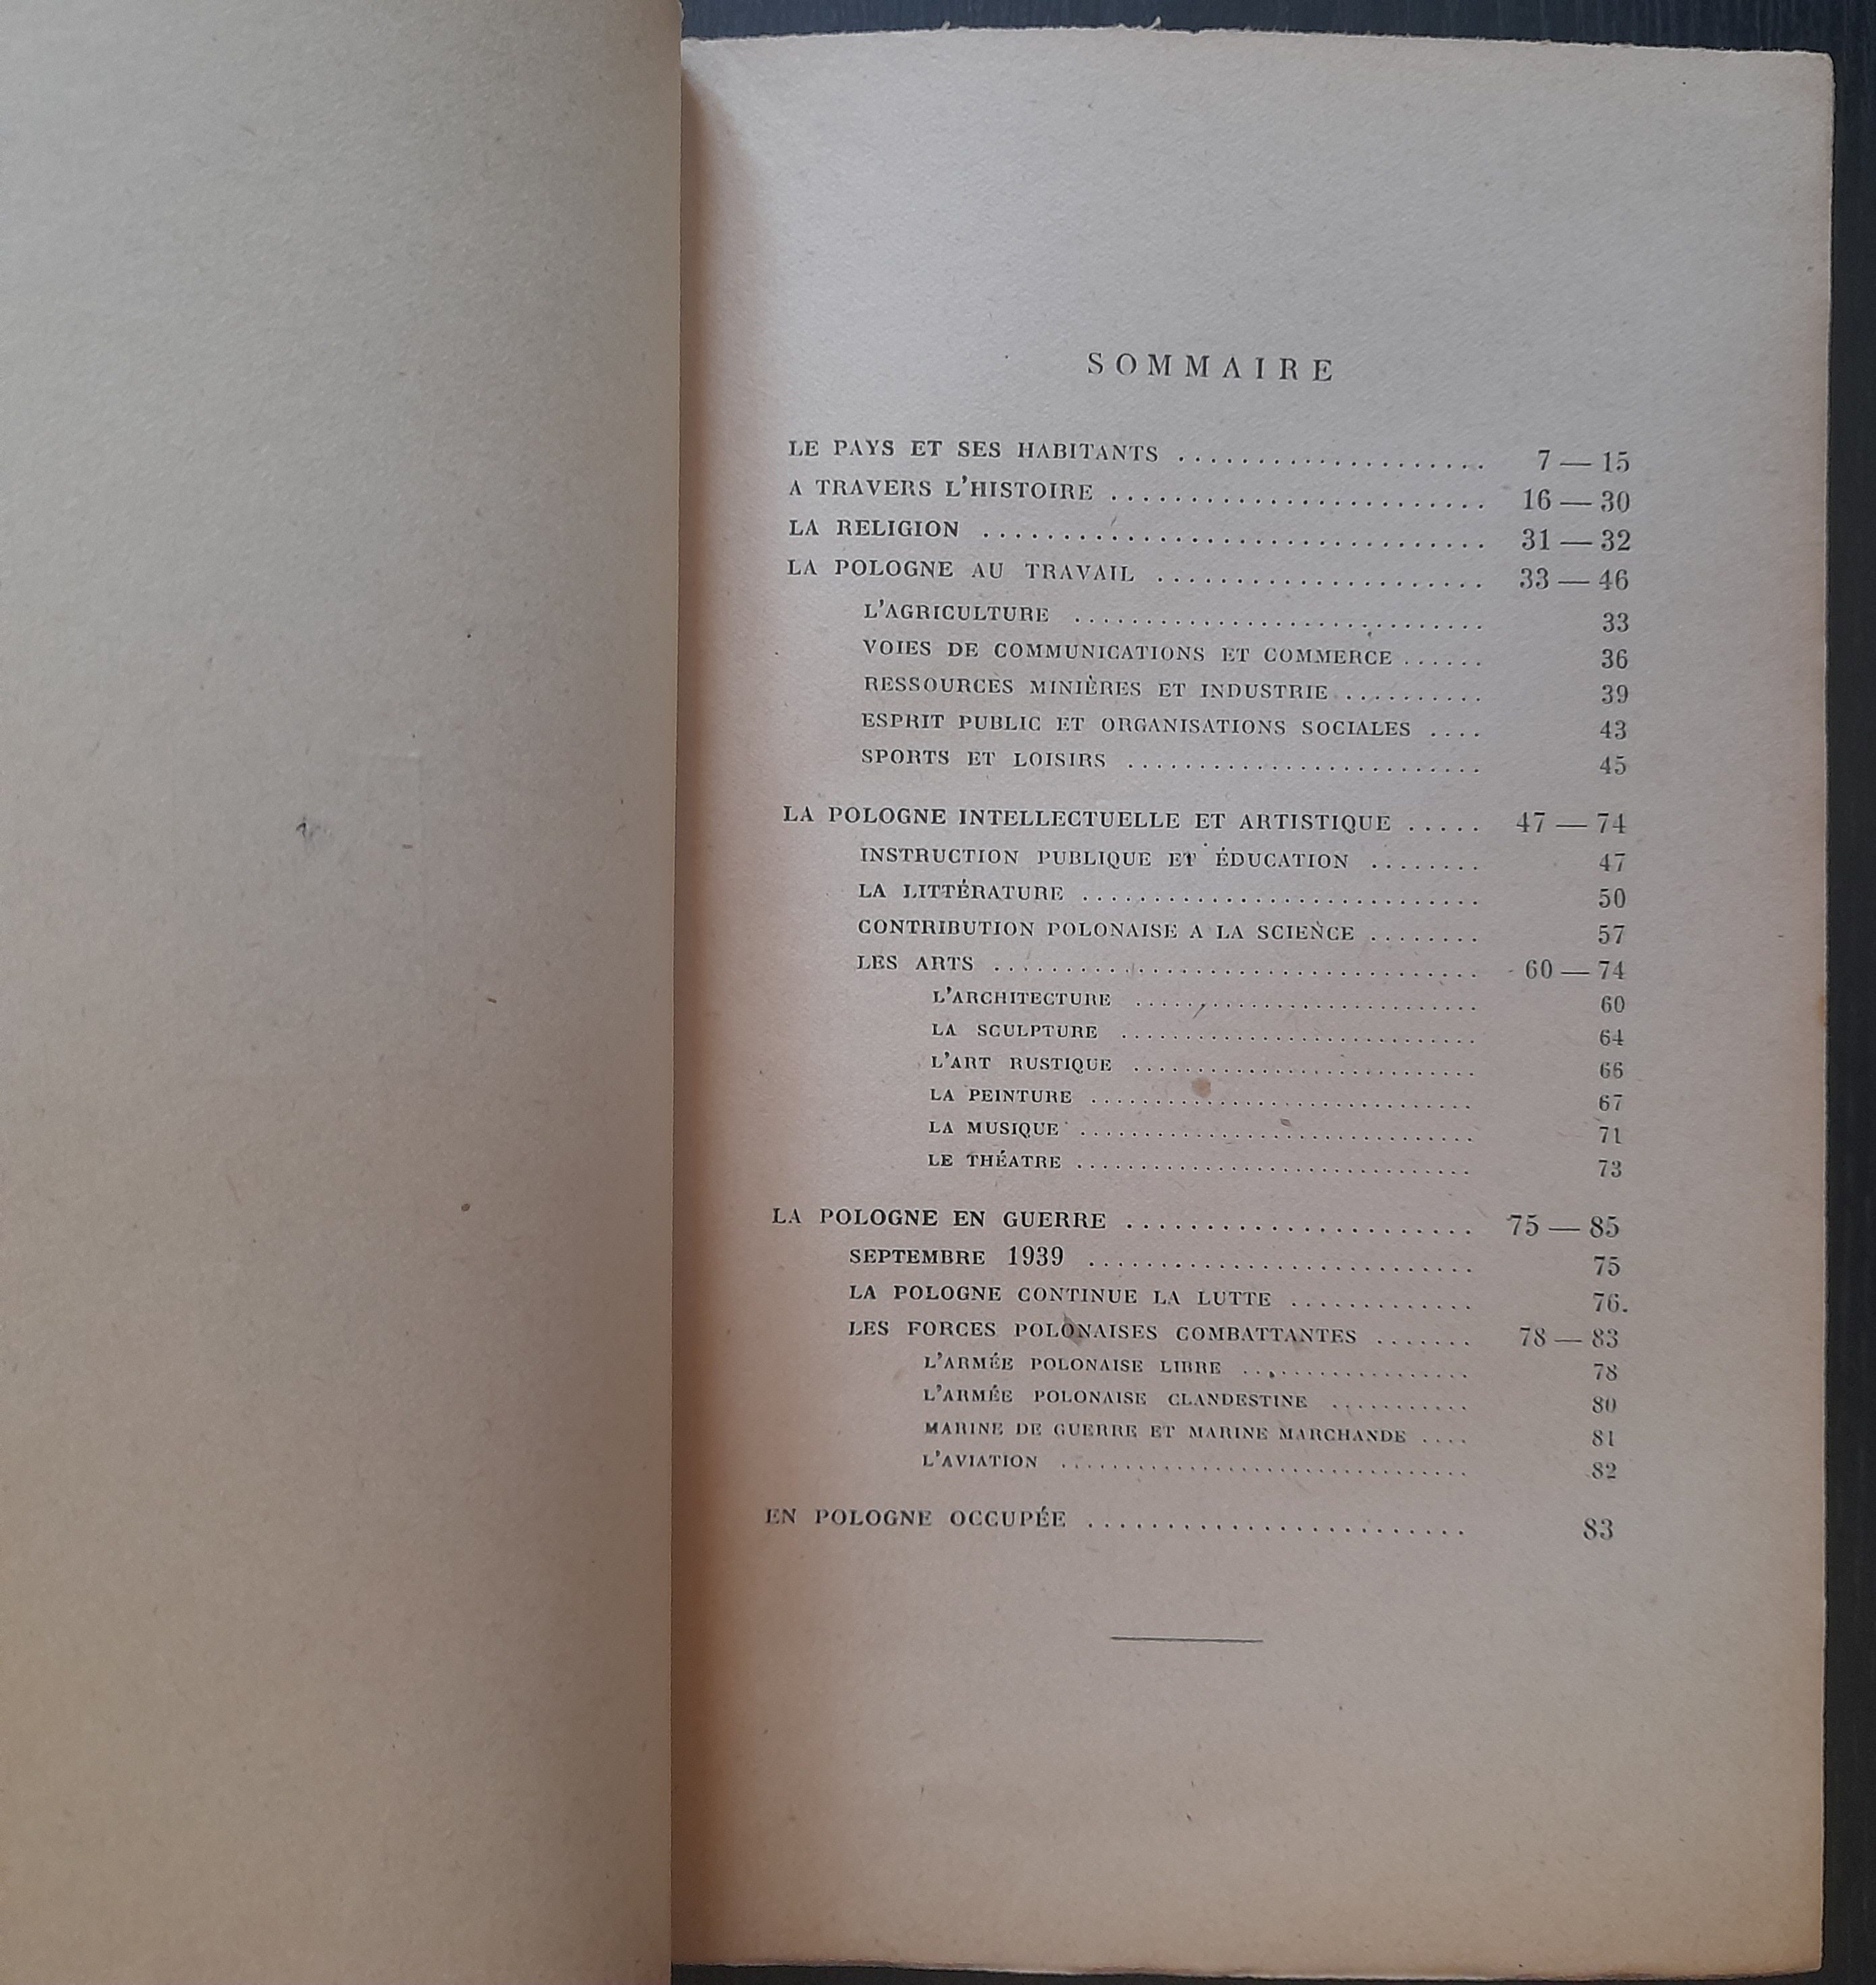 SOMMAIRE
LE PAYS ET SES HABITANTS .................... 7 — 15
A TRAVERS L'HISTOIRE ........................ 16 — 30
LA RELIGION ................................ 31 — 32
LA POLOGNE AU TRAVAIL ..................... 33 — 46
L'AGRICULTURE ............................. 33
VOIES DE COMMUNICATIONS ET COMMERCE ...... 36
RESSOURCES MINIÈRES ET INDUSTRIE .......... 39
ESPRIT PUBLIC ET ORGANISATIONS SOCIALES .... 43
SPORTS ET LOISIRS ......................... 45
LA POLOGNE INTELLECTUELLE ET ARTISTIQUE ..... 47 — 74
INSTRUCTION PUBLIQUE ET ÉDUCATION ........ 47
LA LITTÉRATURE ............................ 50
CONTRIBUTION POLONAISE A LA SCIENCE ........ 57
LES ARTS .................................. 60 — 74
L'ARCHITECTURE ........................... 60
LA SCULPTURE ............................ 64
L'ART RUSTIQUE .......................... 66
LA PEINTURE .............................. 67
LA MUSIQUE .............................. 71
LE THÉATRE .............................. 73
LA POLOGNE EN GUERRE ...................... 75 — 85
SEPTEMBRE 1939 ........................... 75
LA POLOGNE CONTINUE LA LUTTE ............. 76.
LES FORCES POLONAISES COMBATTANTES ....... 78 — 83
L'ARMÉE POLONAISE LIBRE ................ 78
L'ARMÉE POLONAISE CLANDESTINE ........... 80
MARINE DE GUERRE ET MARINE MARCHANDE .... 81
L'AVIATION ............................... 82
EN POLOGNE OCCUPÉE ........................ 83